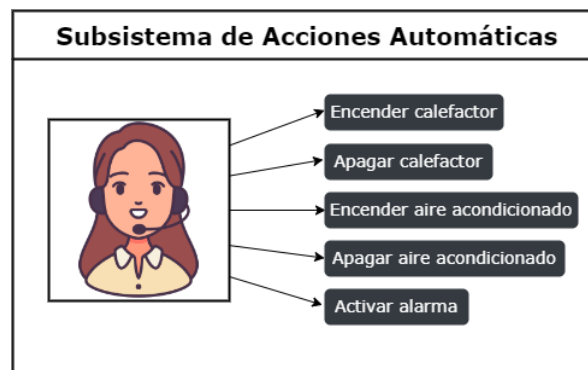 Subsistema de Acciones Automáticas
Encender calefactor
Apagar calefactor
Encender aire acondicionado
Apagar aire acondicionado
Activar alarma